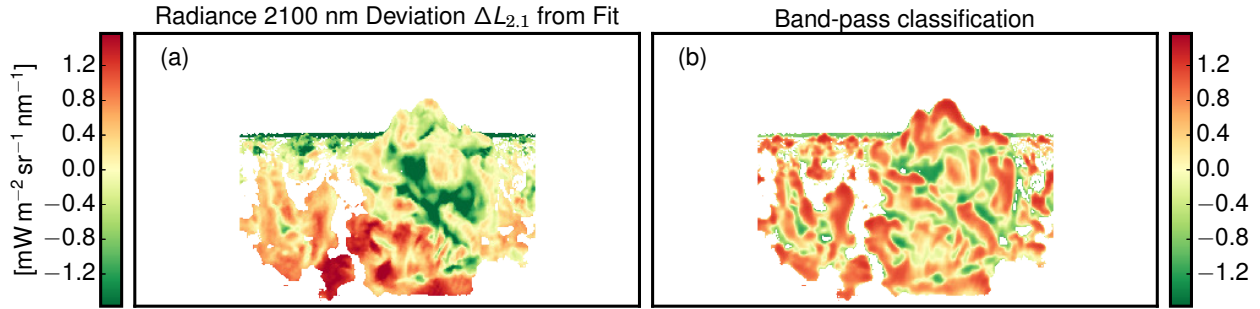 Radiance 2100 nm Deviation ΔL₂.₁ from Fit
Band-pass classification
[mW m⁻² sr⁻¹ nm⁻¹]
1.2
0.8
0.4
0.0
−0.4
−0.8
−1.2
(a)
(b)
1.2
0.8
0.4
0.0
−0.4
−0.8
−1.2